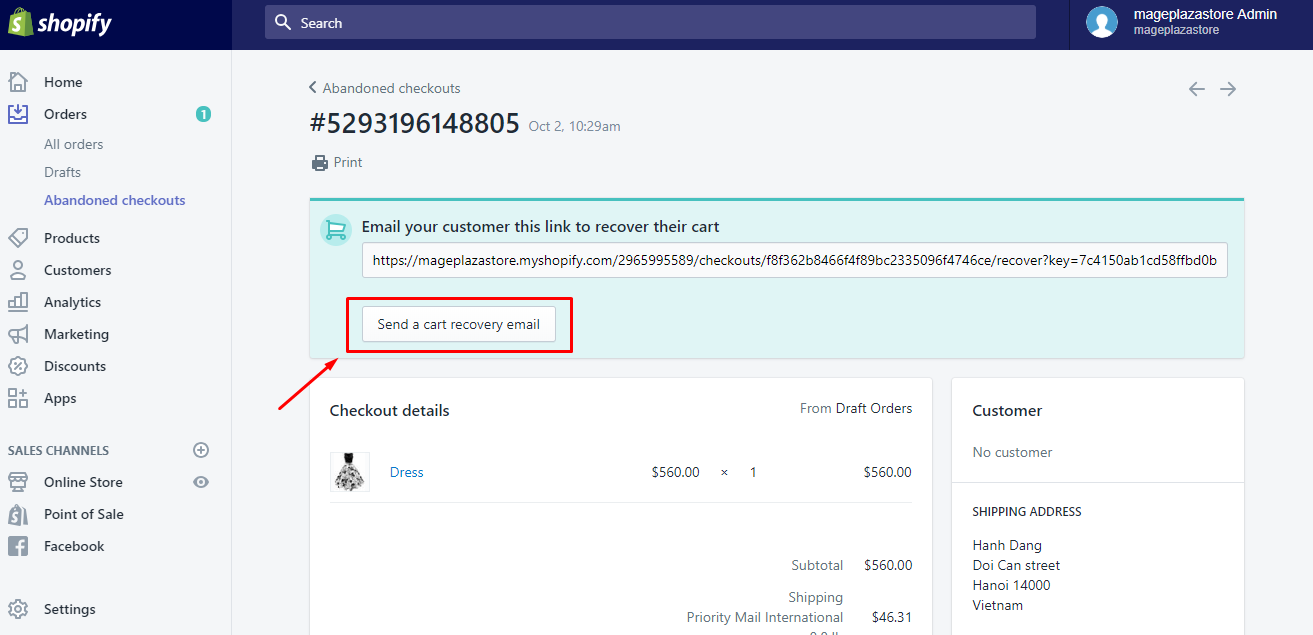 shopify
Search
mageplazastore Admin
mageplazastore
Home
Orders
1
All orders
Drafts
Abandoned checkouts
Products
Customers
Analytics
Marketing
Discounts
Apps
SALES CHANNELS
Online Store
Point of Sale
Facebook
Settings
Abandoned checkouts
#5293196148805 Oct 2, 10:29am
Print
Email your customer this link to recover their cart
https://mageplazastore.myshopify.com/2965995589/checkouts/f8f362b8466f4f89bc2335096f4746ce/recover?key=7c4150ab1cd58ffbd0b
Send a cart recovery email
Checkout details
From Draft Orders
Dress $560.00 × 1 $560.00
Subtotal $560.00
Shipping
Priority Mail International $46.31
Customer
No customer
SHIPPING ADDRESS
Hanh Dang
Doi Can street
Hanoi 14000
Vietnam